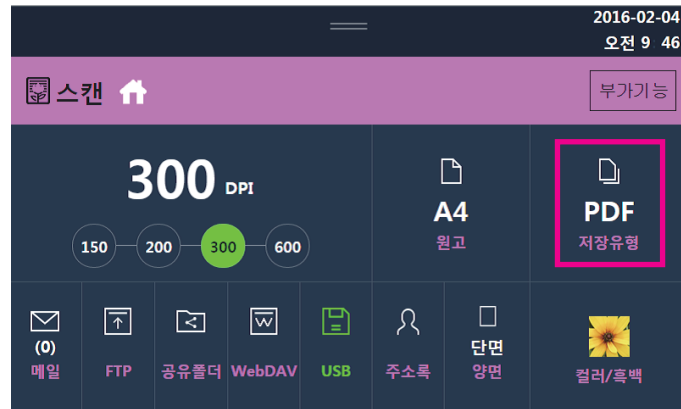 2016-02-04
오전 9 46
스캔
부가기능
300 DPI
150 200 300 600
A4
원고
PDF
저장유형
(0)
메일
FTP
공유폴더
WebDAV
USB
주소록
단면
양면
컬러/흑백